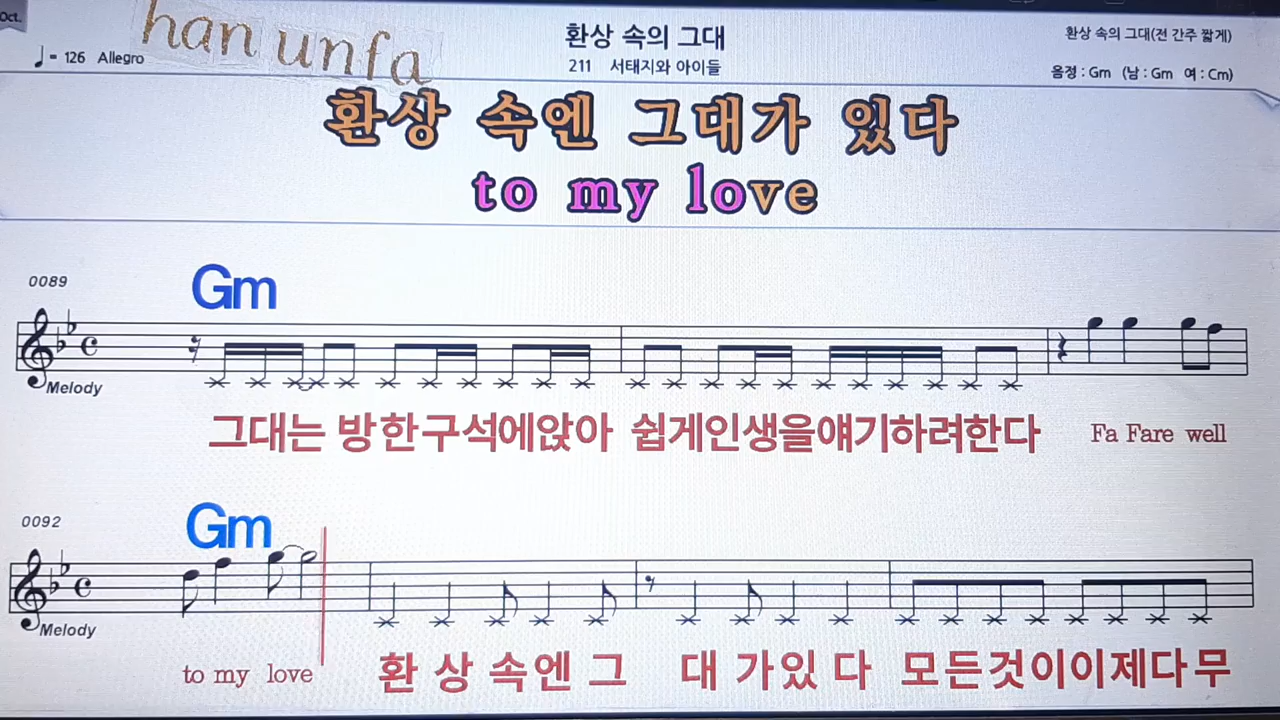 Oct.
han unfa
환상 속의 그대
환상 속의 그대(전 간주 짧게)
♩ = 126 Allegro
211 서태지와 아이들
음정 : Gm (남 : Gm 여 : Cm)
환상 속엔 그대가 있다
to my love
0089
Gm
Melody
그대는 방한구석에앉아 쉽게인생을얘기하려한다 Fa Fare well
0092
Gm
Melody
to my love 환 상 속엔 그 대 가있 다 모든것이이제다무